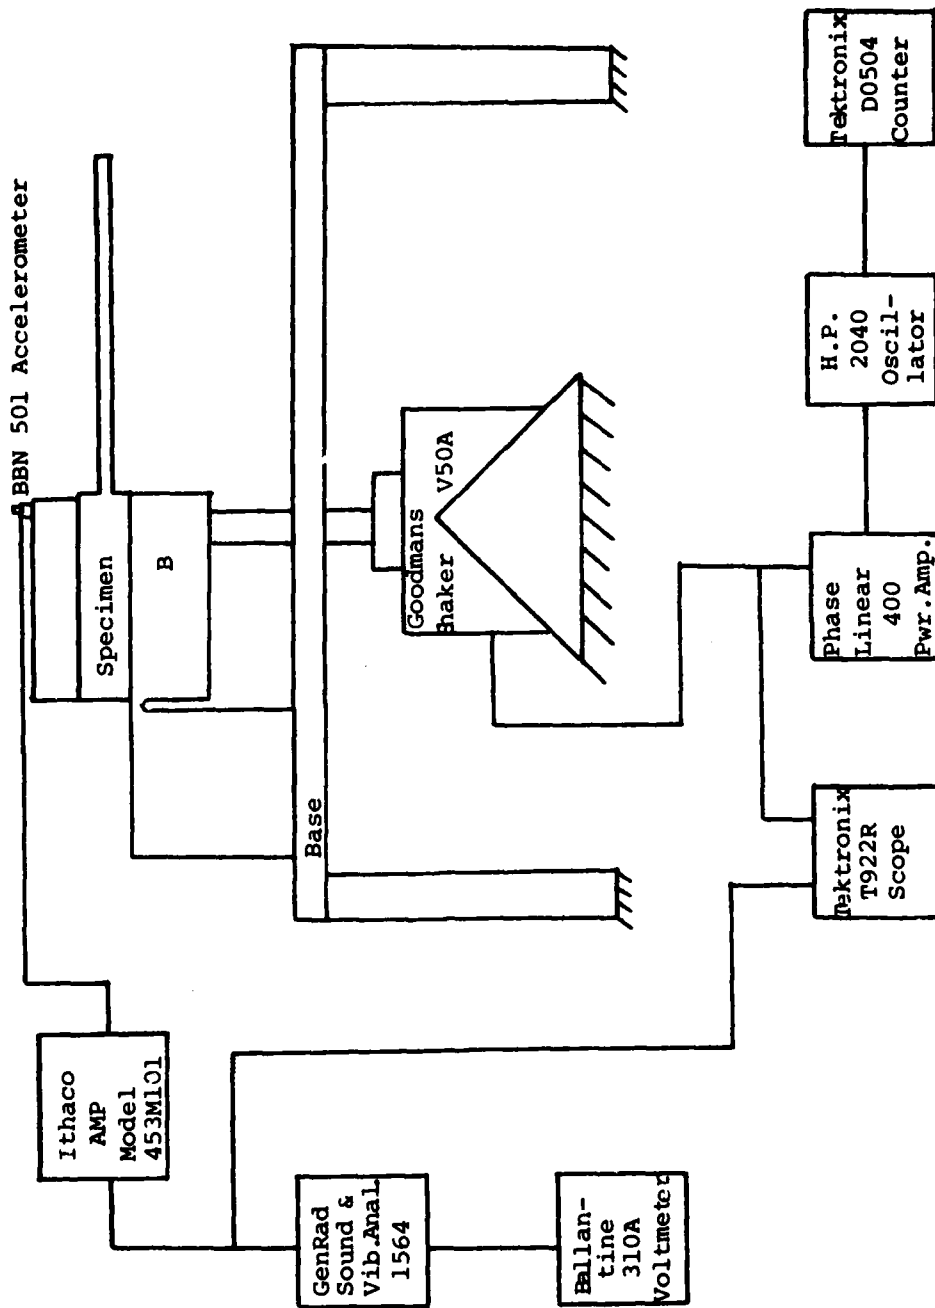 BBN 501 Accelerometer
Ithaco
AMP
Model
453M101
Specimen
B
Base
Goodmans
Shaker V50A
GenRad
Sound &
Vib.Anal.
1564
Ballan-
tine
310A
Voltmeter
Tektronix
T922R
Scope
Phase
Linear
400
Pwr.Amp.
H.P.
2040
Oscil-
lator
Tektronix
D0504
Counter